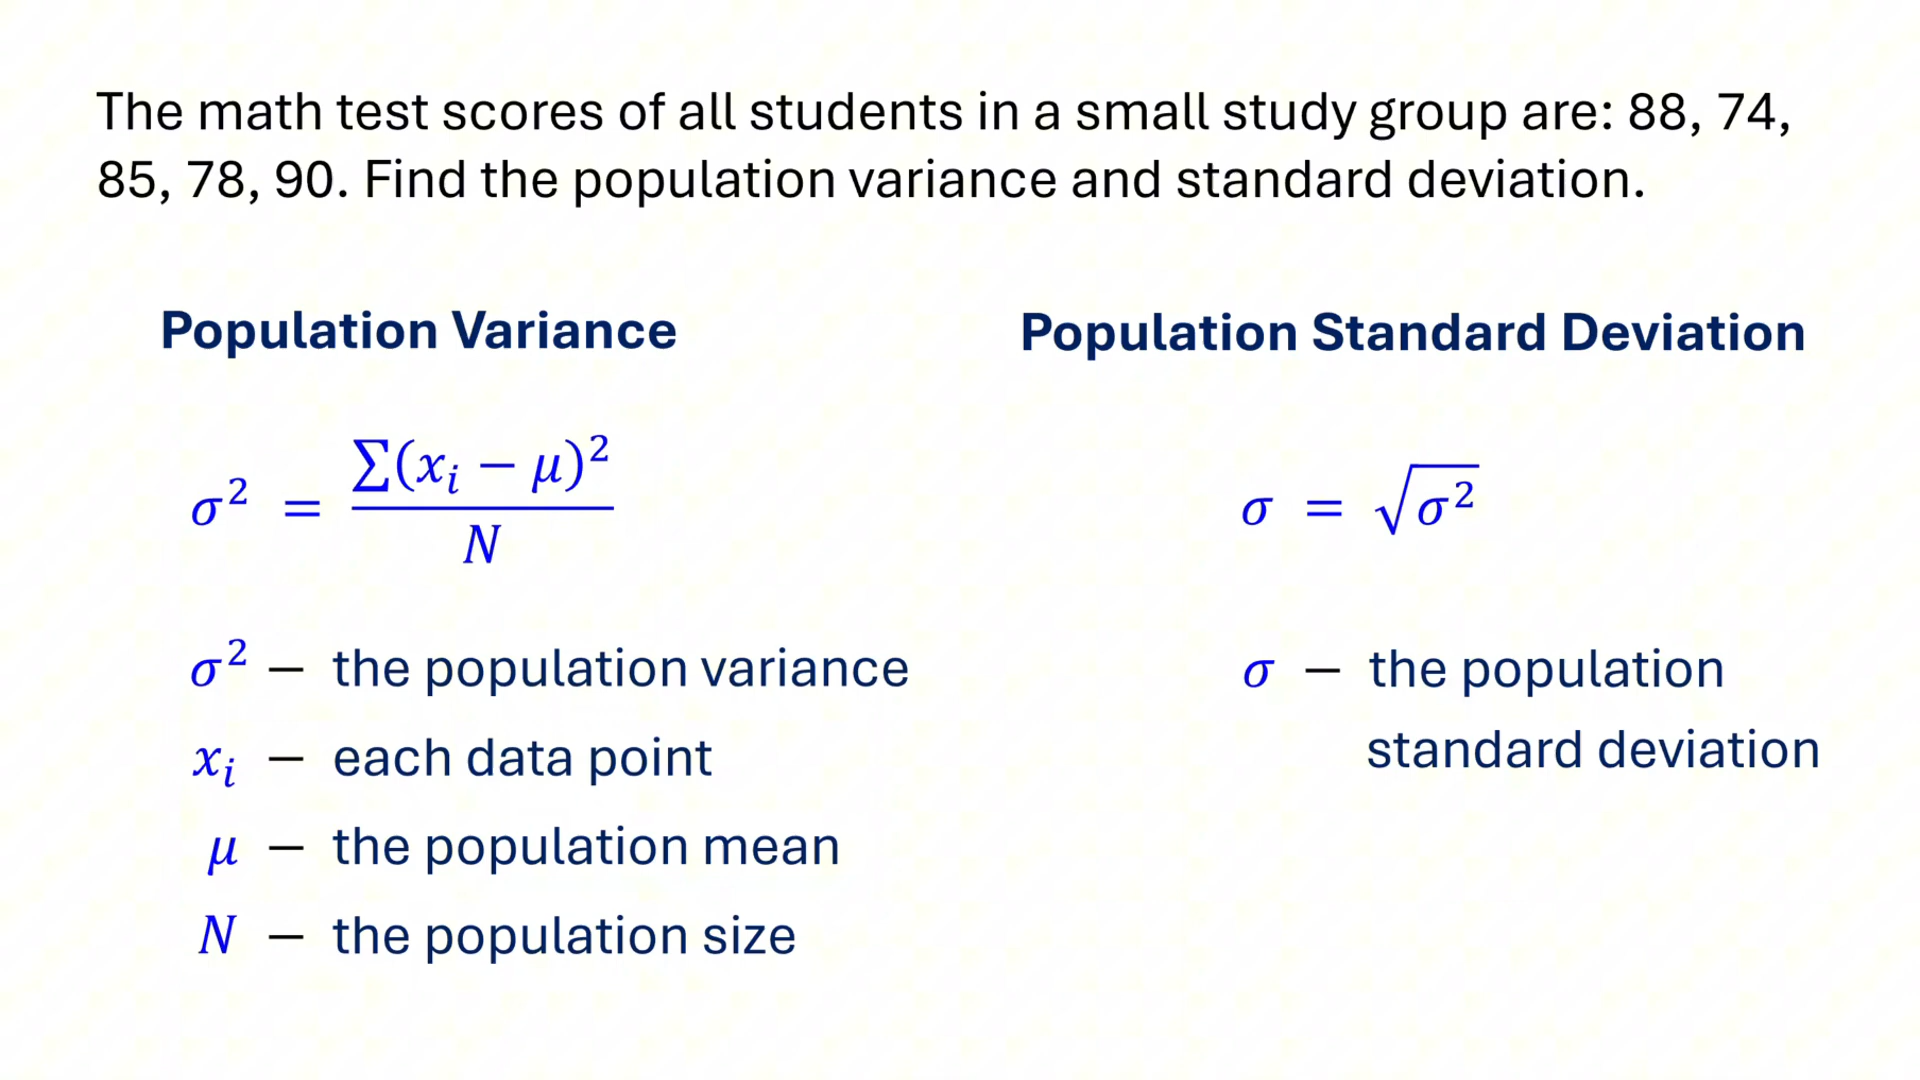 The math test scores of all students in a small study group are: 88, 74,
85, 78, 90. Find the population variance and standard deviation.
Population Variance
σ² = ∑(xᵢ − μ)² / N
σ² — the population variance
xᵢ — each data point
μ — the population mean
N — the population size
Population Standard Deviation
σ = √σ²
σ — the population
standard deviation